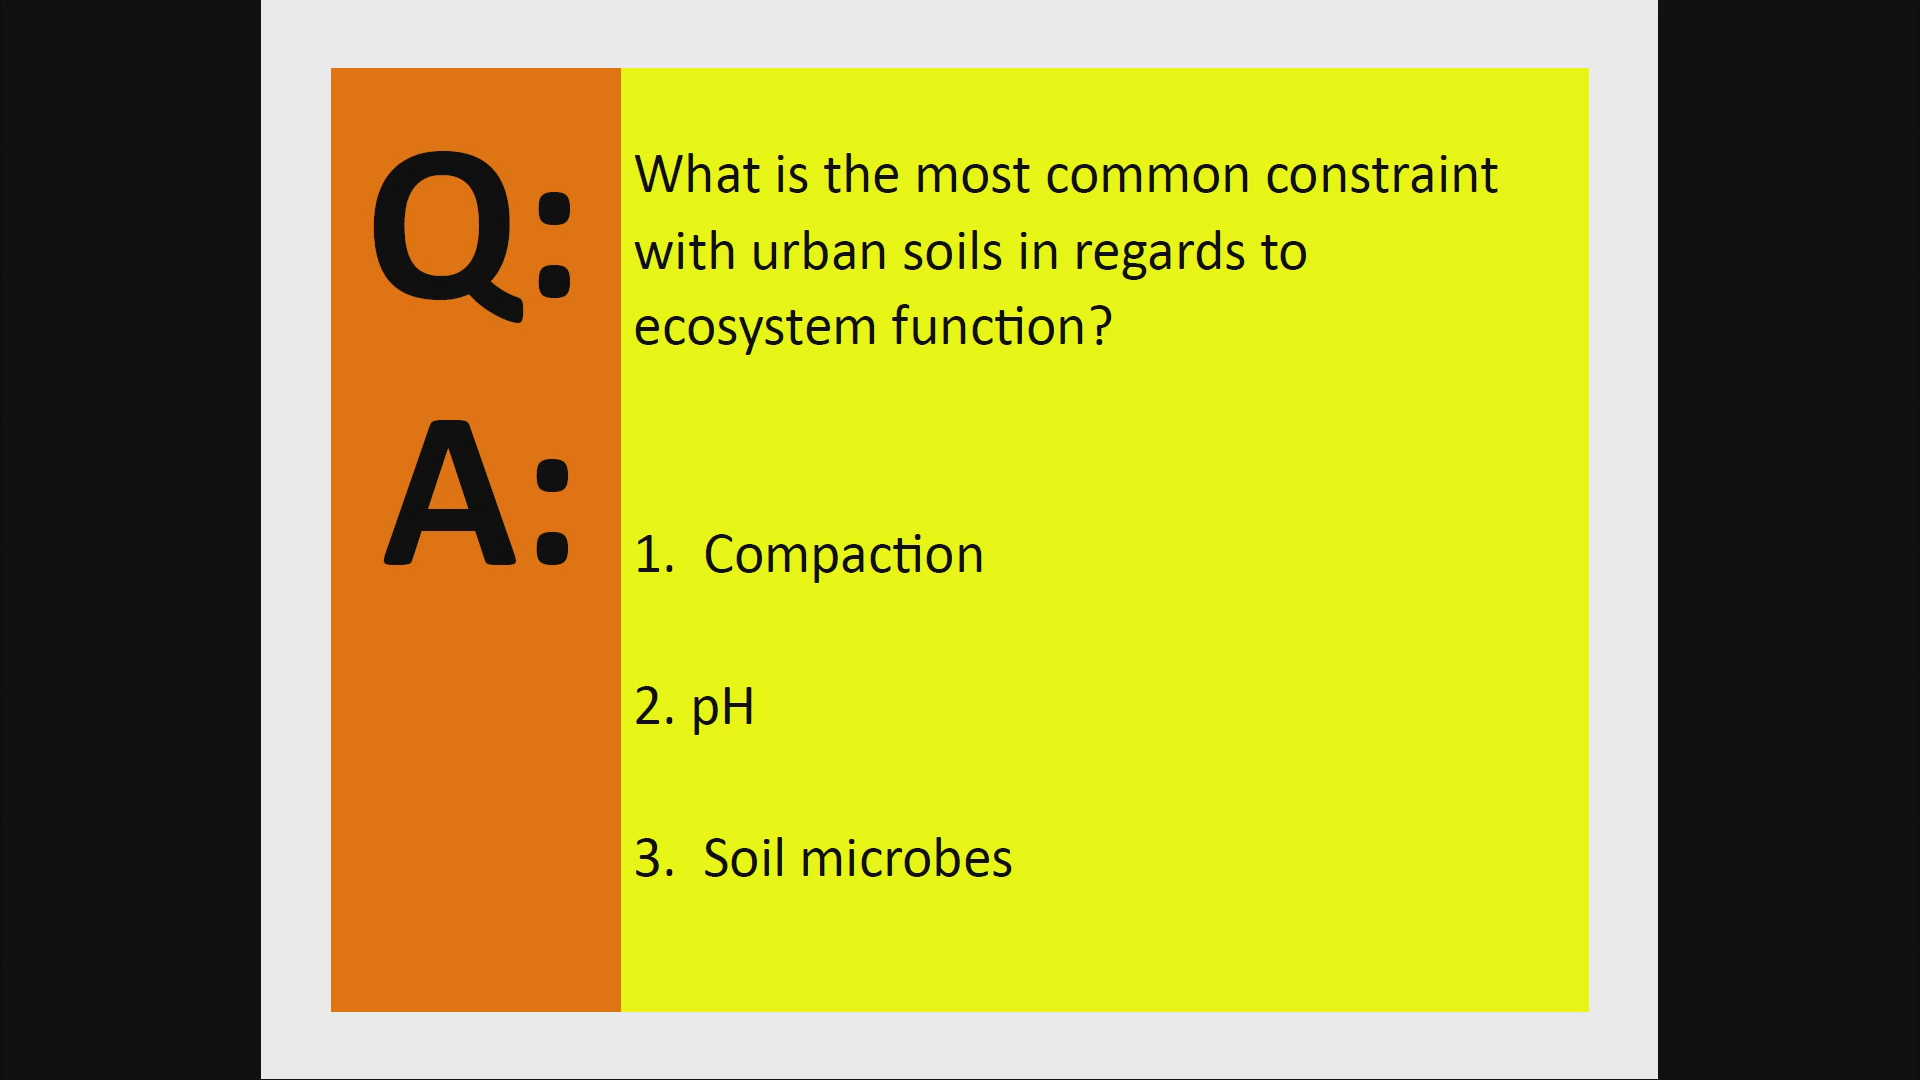 Q:
What is the most common constraint
with urban soils in regards to
ecosystem function?
A:
1. Compaction
2. pH
3. Soil microbes